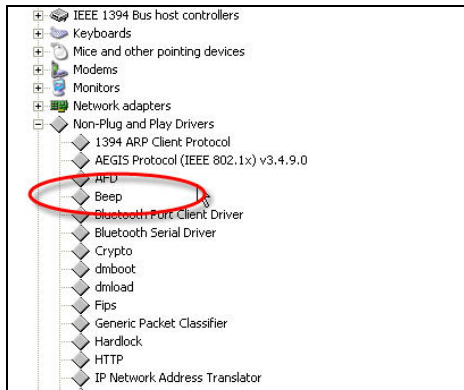 IEEE 1394 Bus host controllers
Keyboards
Mice and other pointing devices
Modems
Monitors
Network adapters
Non-Plug and Play Drivers
1394 ARP Client Protocol
AEGIS Protocol (IEEE 802.1x) v3.4.9.0
AFD
Beep
Bluetooth Port Client Driver
Bluetooth Serial Driver
Crypto
dmboot
dmload
Fips
Generic Packet Classifier
Hardlock
HTTP
IP Network Address Translator